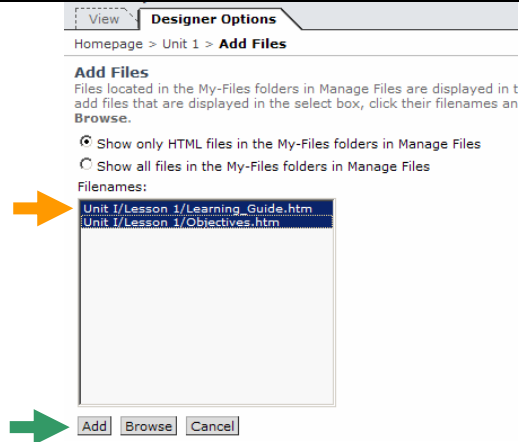 View Designer Options
Homepage > Unit 1 > Add Files
Add Files
Files located in the My-Files folders in Manage Files are displayed in t
add files that are displayed in the select box, click their filenames an
Browse.
Show only HTML files in the My-Files folders in Manage Files
Show all files in the My-Files folders in Manage Files
Filenames:
Unit I/Lesson 1/Learning_Guide.htm
Unit I/Lesson 1/Objectives.htm
Add Browse Cancel